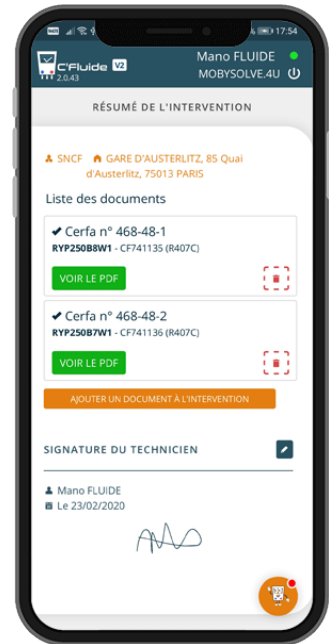 17:54
C'Fluide V2
2.0.43
Mano FLUIDE
MOBYSOLVE.4U
RÉSUMÉ DE L'INTERVENTION
SNCF GARE D'AUSTERLITZ, 85 Quai
d'Austerlitz, 75013 PARIS
Liste des documents
Cerfa n° 468-48-1
RYP250B8W1 - CF741135 (R407C)
VOIR LE PDF
Cerfa n° 468-48-2
RYP250B7W1 - CF741136 (R407C)
VOIR LE PDF
AJOUTER UN DOCUMENT À L'INTERVENTION
SIGNATURE DU TECHNICIEN
Mano FLUIDE
Le 23/02/2020